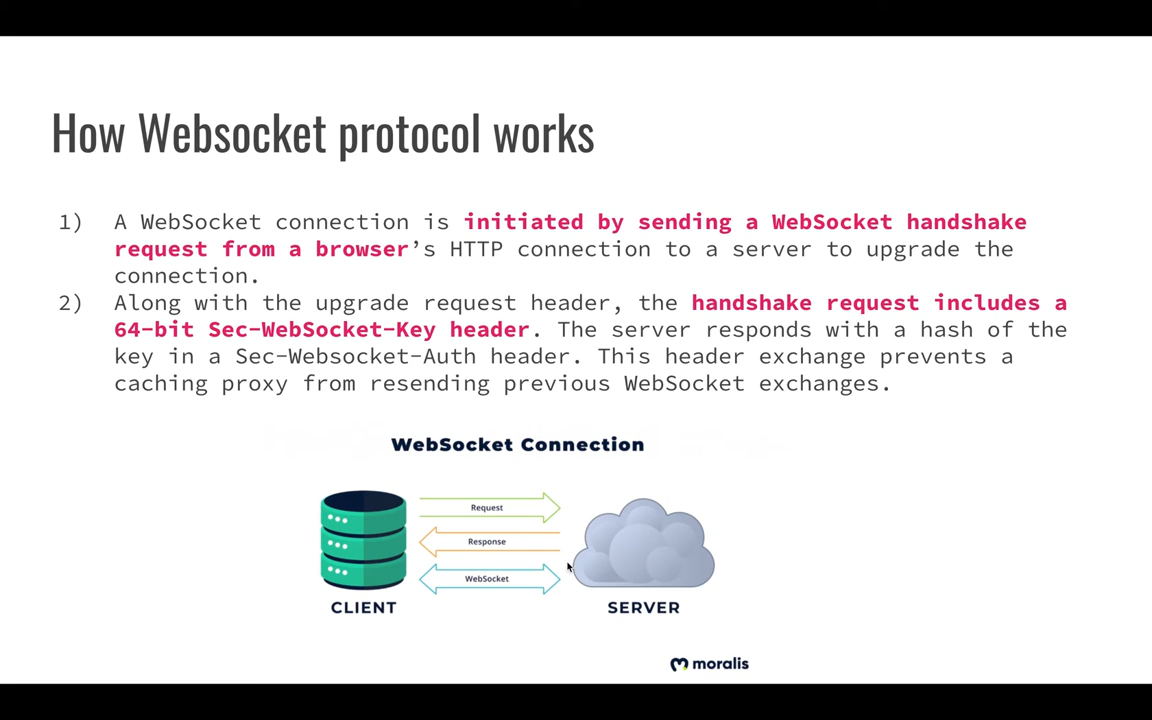 How Websocket protocol works
1) A WebSocket connection is initiated by sending a WebSocket handshake
request from a browser’s HTTP connection to a server to upgrade the
connection.
2) Along with the upgrade request header, the handshake request includes a
64-bit Sec-WebSocket-Key header. The server responds with a hash of the
key in a Sec-Websocket-Auth header. This header exchange prevents a
caching proxy from resending previous WebSocket exchanges.
WebSocket Connection
Request
Response
WebSocket
CLIENT
SERVER
moralis